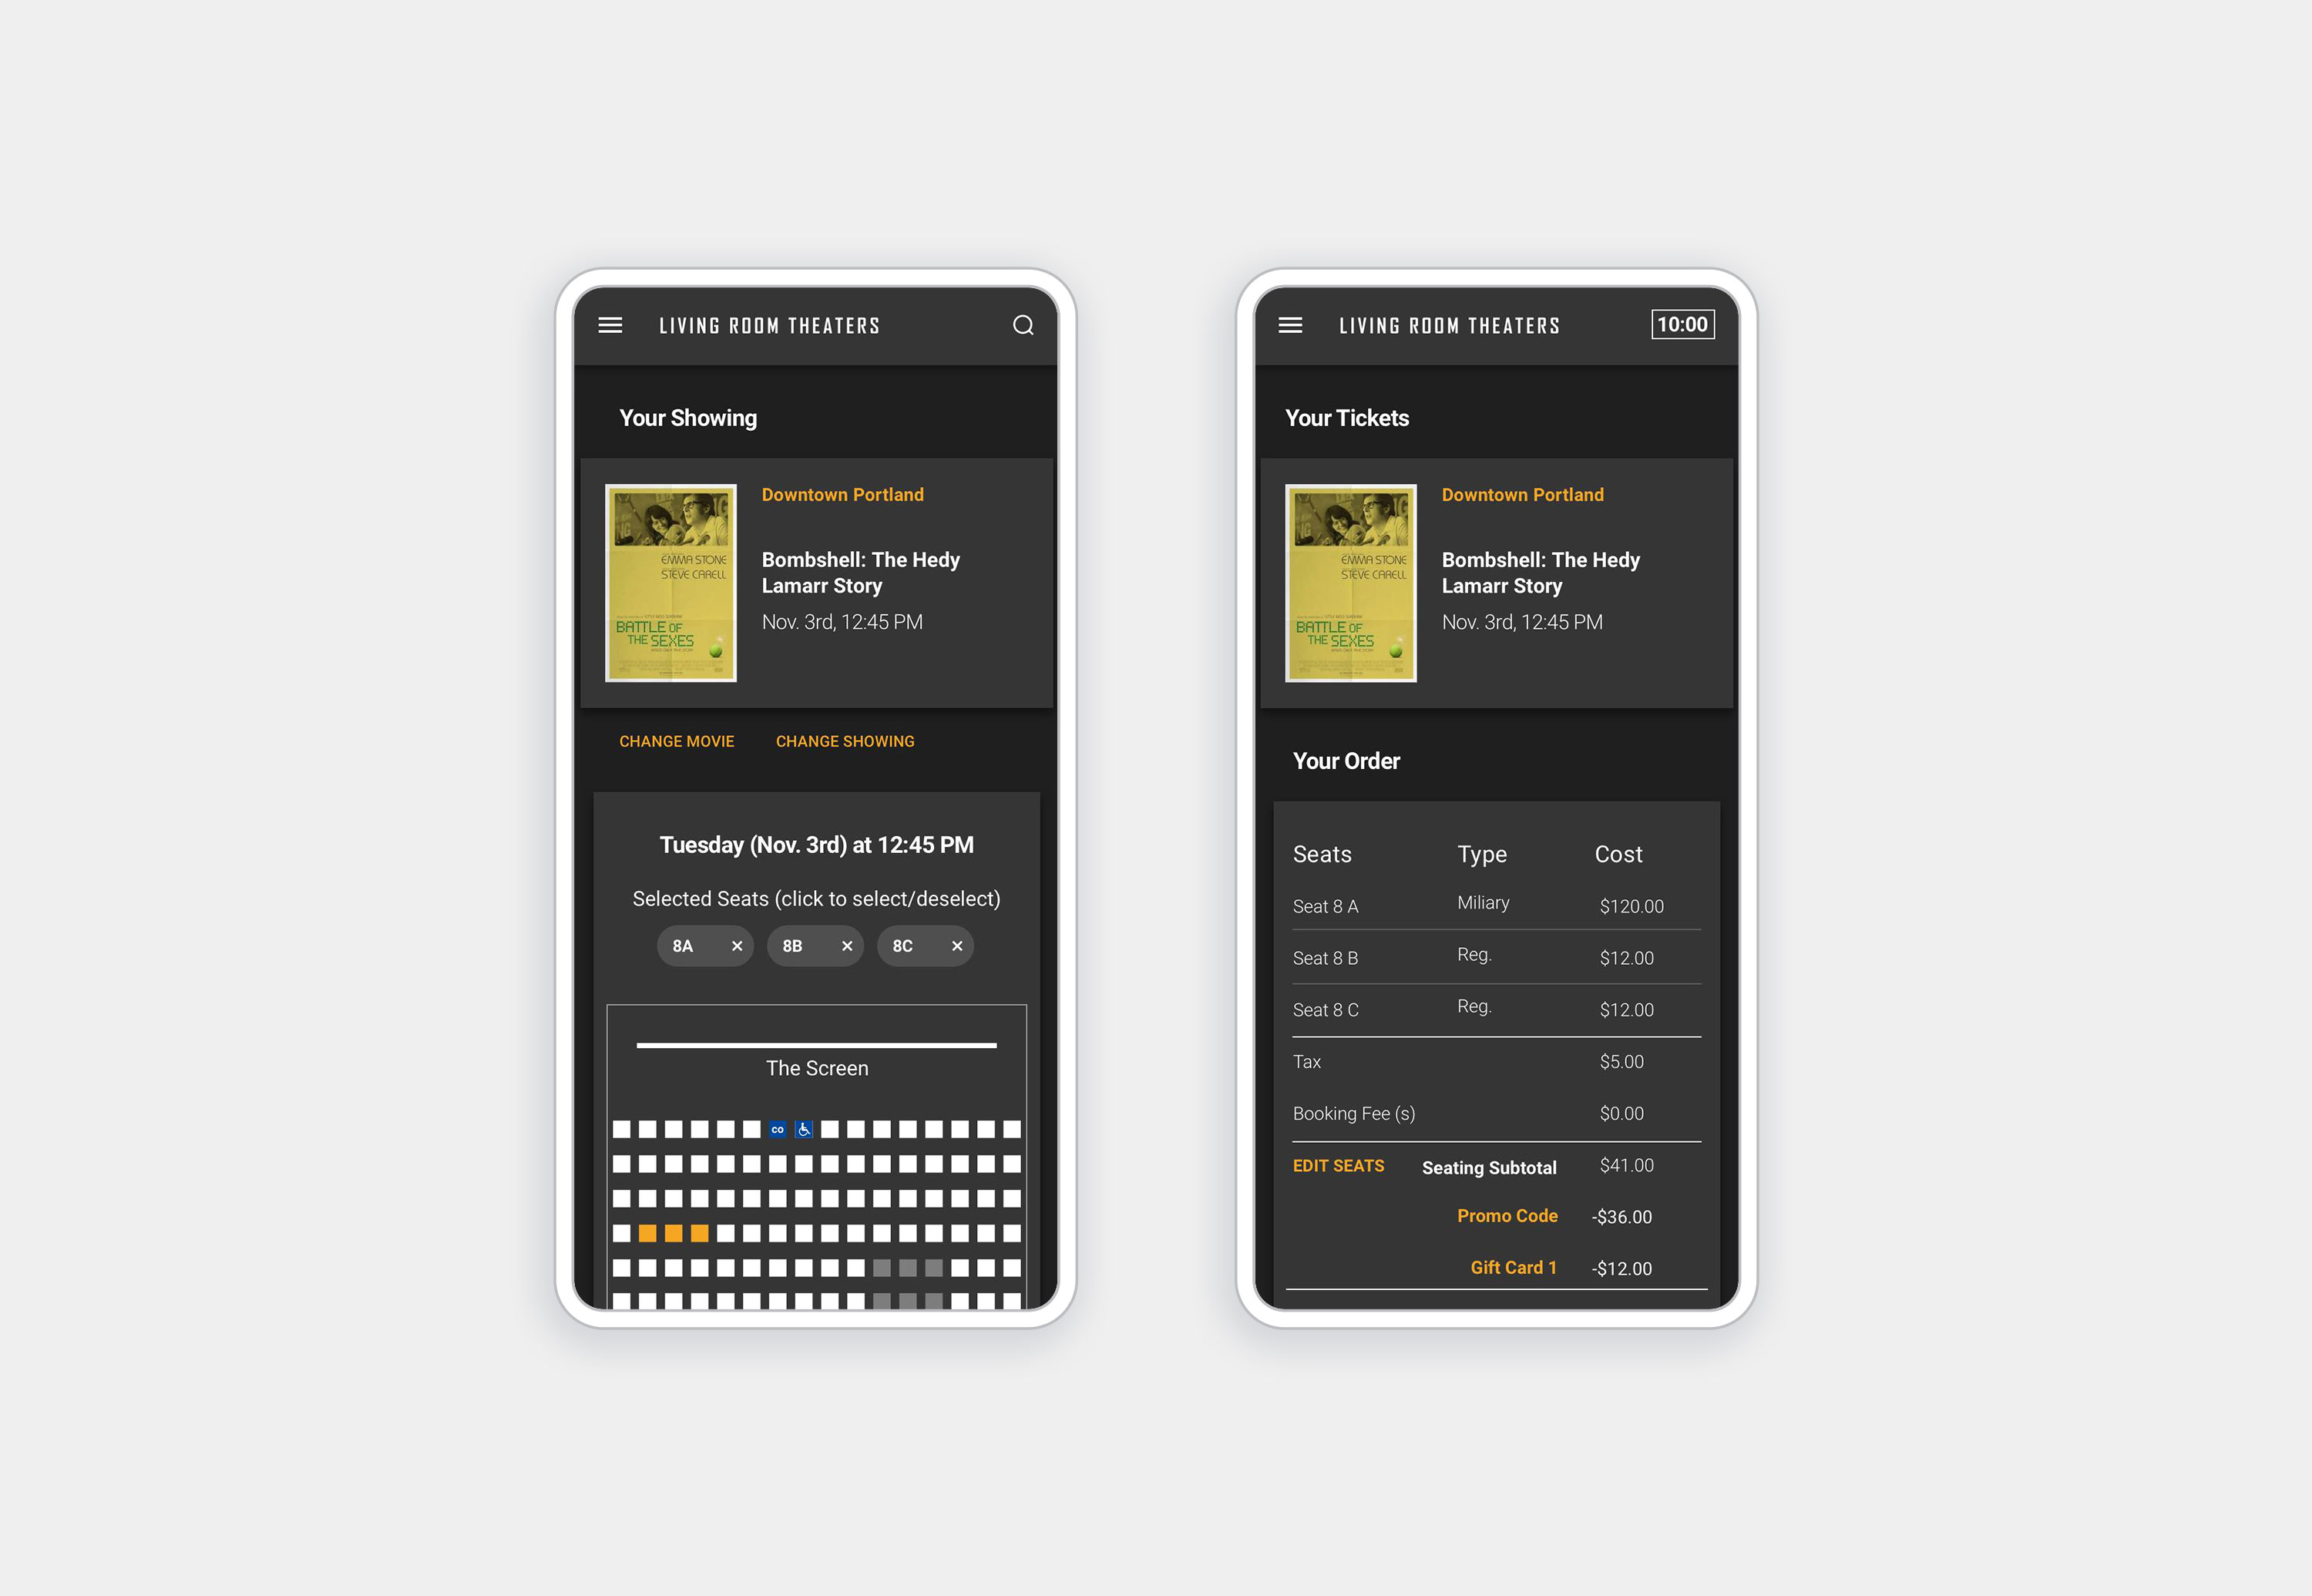 LIVING ROOM THEATERS
Your Showing
EMMA STONE
STEVE CARELL
BATTLE OF
THE SEXES
Downtown Portland
Bombshell: The Hedy
Lamarr Story
Nov. 3rd, 12:45 PM
CHANGE MOVIE CHANGE SHOWING
Tuesday (Nov. 3rd) at 12:45 PM
Selected Seats (click to select/deselect)
8A × 8B × 8C ×
The Screen
CO
LIVING ROOM THEATERS 10:00
Your Tickets
EMMA STONE
STEVE CARELL
BATTLE OF
THE SEXES
Downtown Portland
Bombshell: The Hedy
Lamarr Story
Nov. 3rd, 12:45 PM
Your Order
Seats Type Cost
Seat 8 A Miliary $120.00
Seat 8 B Reg. $12.00
Seat 8 C Reg. $12.00
Tax $5.00
Booking Fee (s) $0.00
EDIT SEATS Seating Subtotal $41.00
Promo Code -$36.00
Gift Card 1 -$12.00